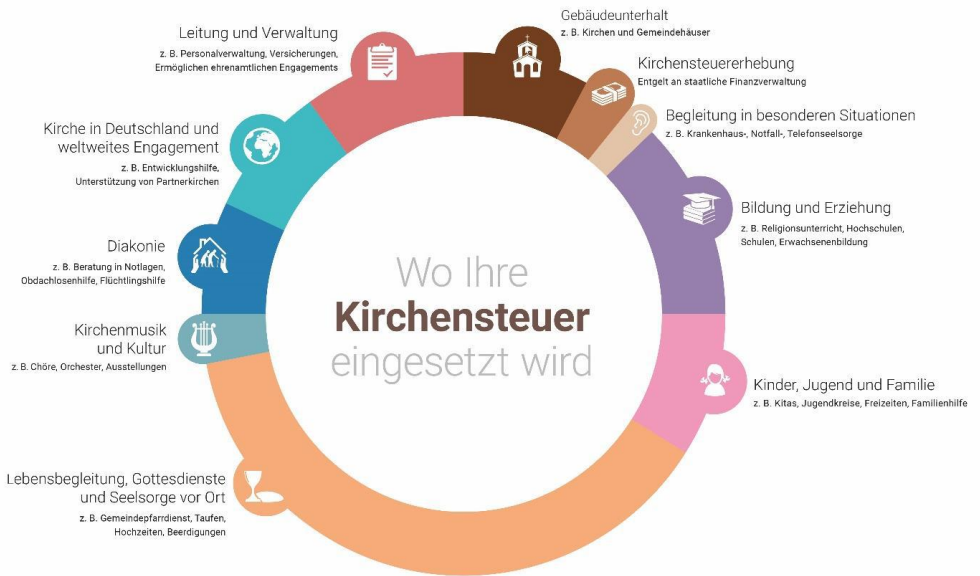 Leitung und Verwaltung
z. B. Personalverwaltung, Versicherungen,
Ermöglichen ehrenamtlichen Engagements
Gebäudeunterhalt
z. B. Kirchen und Gemeindehäuser
Kirchensteuererhebung
Entgelt an staatliche Finanzverwaltung
Begleitung in besonderen Situationen
z. B. Krankenhaus-, Notfall-, Telefonseelsorge
Kirche in Deutschland und
weltweites Engagement
z. B. Entwicklungshilfe,
Unterstützung von Partnerkirchen
Bildung und Erziehung
z. B. Religionsunterricht, Hochschulen,
Schulen, Erwachsenenbildung
Diakonie
z. B. Beratung in Notlagen,
Obdachlosenhilfe, Flüchtlingshilfe
Wo Ihre
Kirchensteuer
eingesetzt wird
Kirchenmusik
und Kultur
z. B. Chöre, Orchester, Ausstellungen
Kinder, Jugend und Familie
z. B. Kitas, Jugendkreise, Freizeiten, Familienhilfe
Lebensbegleitung, Gottesdienste
und Seelsorge vor Ort
z. B. Gemeindepfarrdienst, Taufen,
Hochzeiten, Beerdigungen